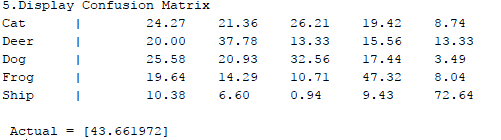 5.Display Confusion Matrix
Cat | 24.27 21.36 26.21 19.42 8.74
Deer | 20.00 37.78 13.33 15.56 13.33
Dog | 25.58 20.93 32.56 17.44 3.49
Frog | 19.64 14.29 10.71 47.32 8.04
Ship | 10.38 6.60 0.94 9.43 72.64
Actual = [43.661972]